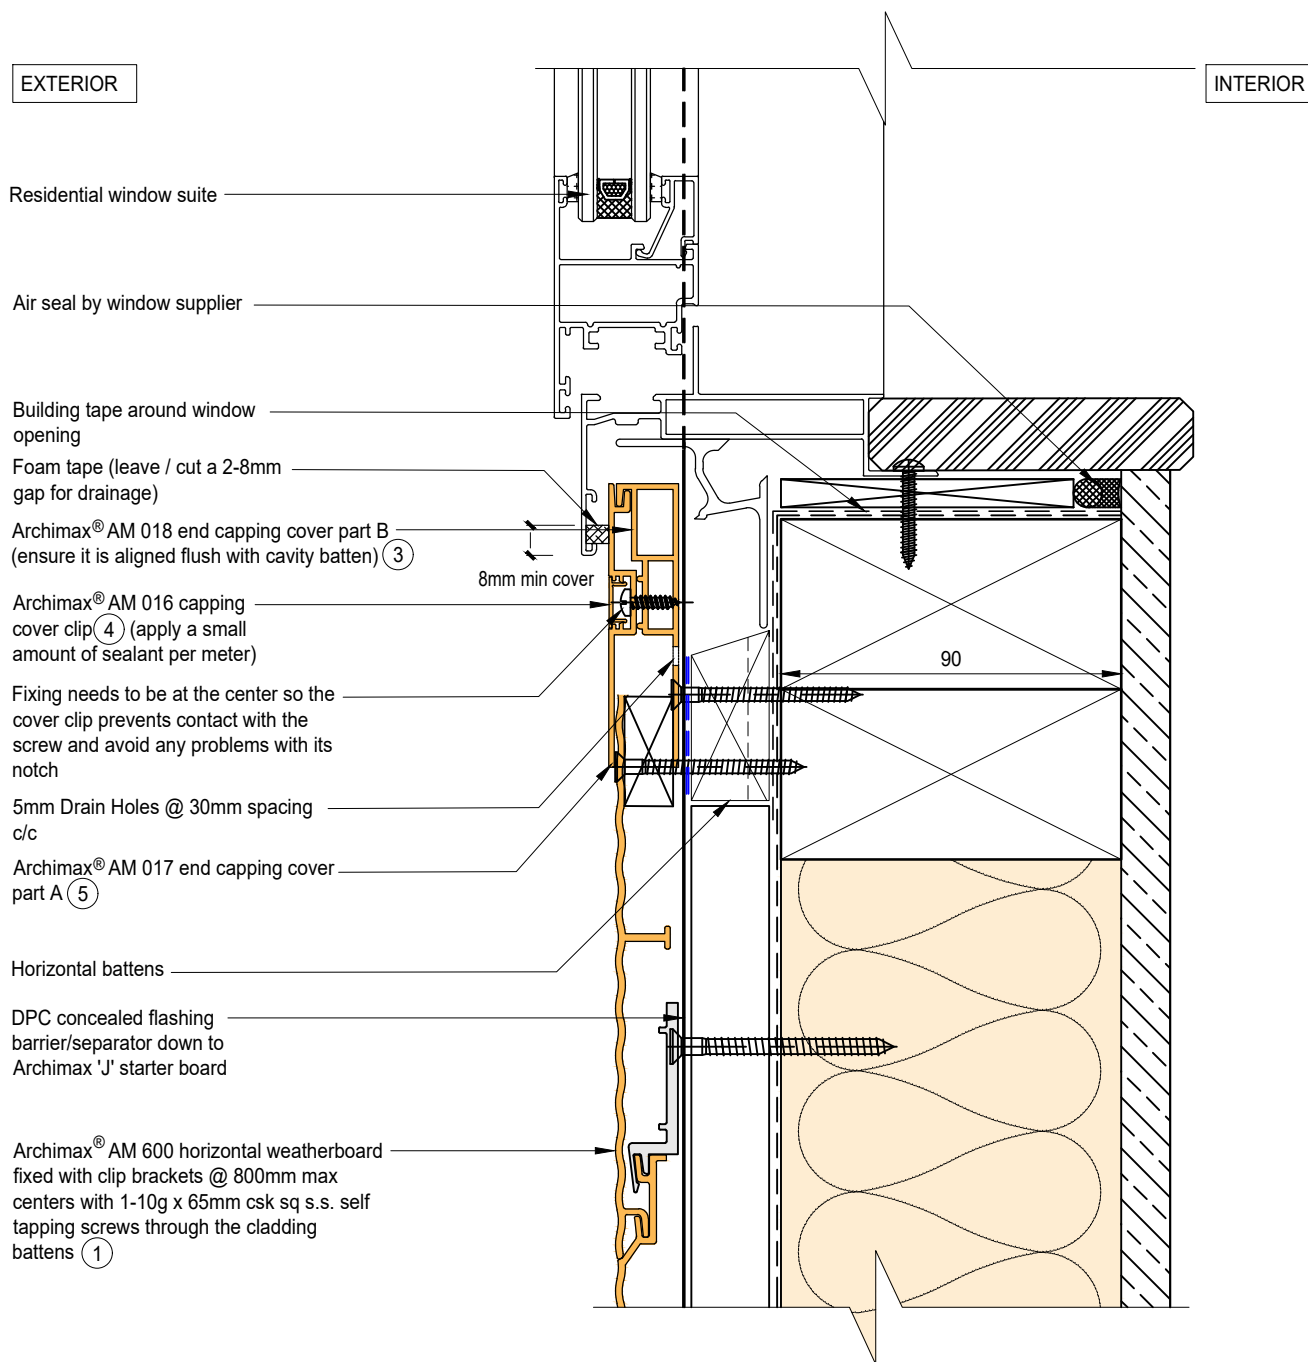 EXTERIOR
INTERIOR
Residential window suite
Air seal by window supplier
Building tape around window
opening
Foam tape (leave / cut a 2-8mm
gap for drainage)
Archimax® AM 018 end capping cover part B
(ensure it is aligned flush with cavity batten) 3
8mm min cover
Archimax® AM 016 capping
cover clip 4 (apply a small
amount of sealant per meter)
90
Fixing needs to be at the center so the
cover clip prevents contact with the
screw and avoid any problems with its
notch
5mm Drain Holes @ 30mm spacing
c/c
Archimax® AM 017 end capping cover
part A 5
Horizontal battens
DPC concealed flashing
barrier/separator down to
Archimax 'J' starter board
Archimax® AM 600 horizontal weatherboard
fixed with clip brackets @ 800mm max
centers with 1-10g x 65mm csk sq s.s. self
tapping screws through the cladding
battens 1